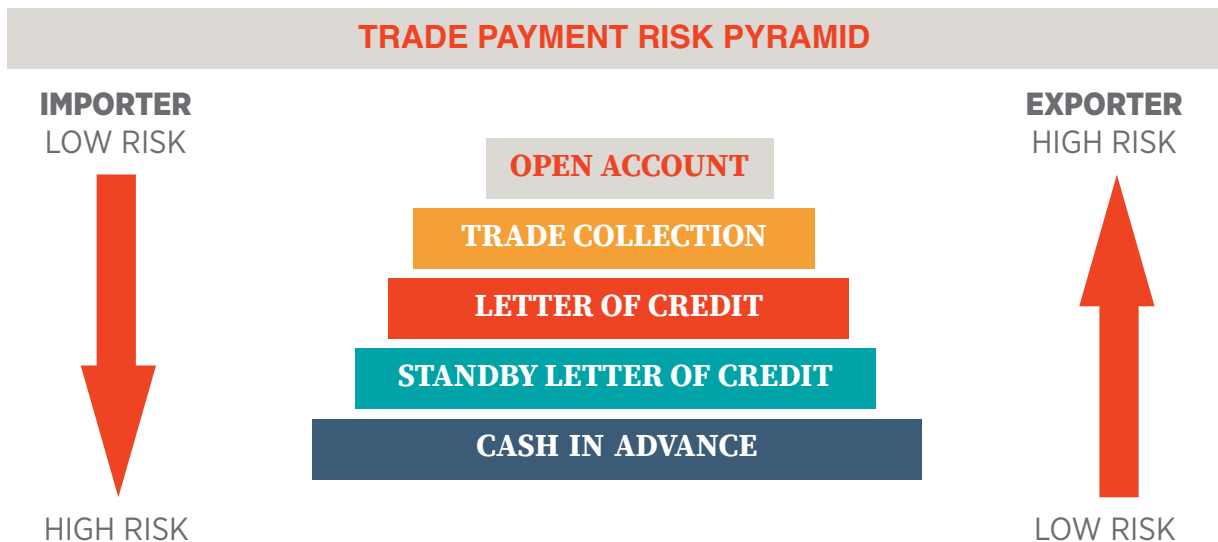 TRADE PAYMENT RISK PYRAMID
IMPORTER
LOW RISK
EXPORTER
HIGH RISK
OPEN ACCOUNT
TRADE COLLECTION
LETTER OF CREDIT
STANDBY LETTER OF CREDIT
CASH IN ADVANCE
HIGH RISK
LOW RISK